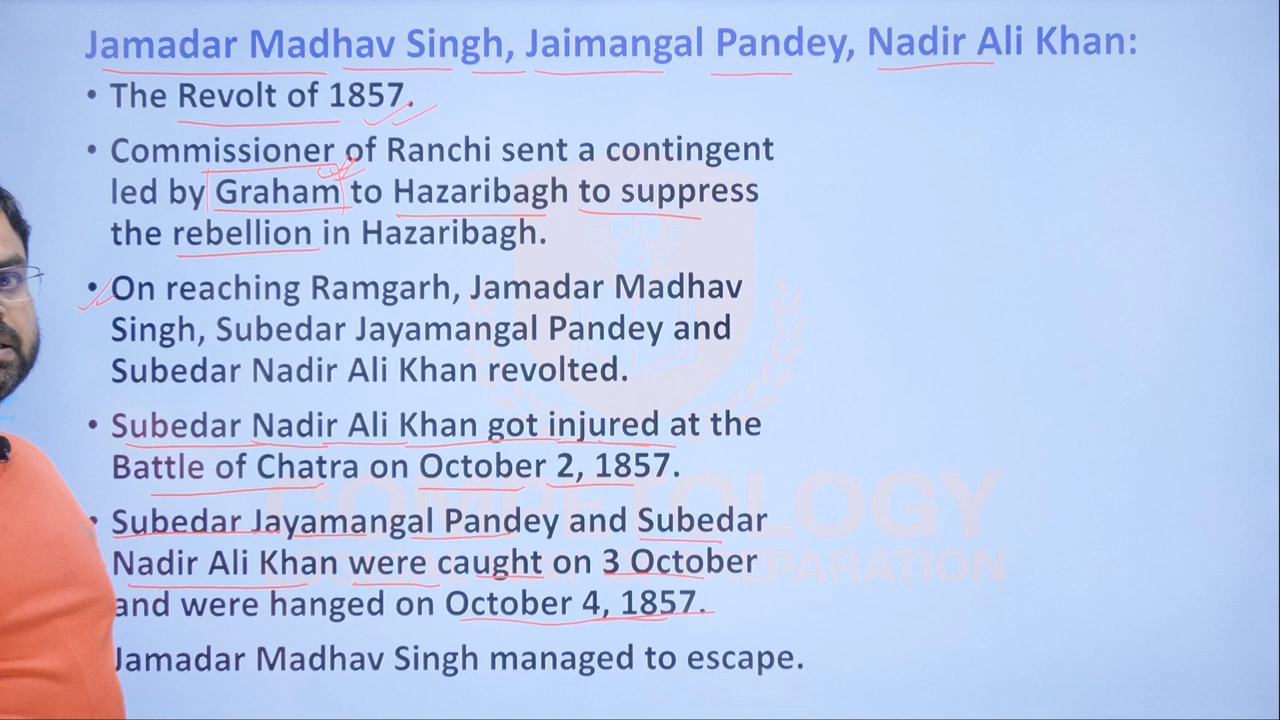 Jamadar Madhav Singh, Jaimangal Pandey, Nadir Ali Khan:
• The Revolt of 1857.
• Commissioner of Ranchi sent a contingent
led by Graham to Hazaribagh to suppress
the rebellion in Hazaribagh.
• On reaching Ramgarh, Jamadar Madhav
Singh, Subedar Jayamangal Pandey and
Subedar Nadir Ali Khan revolted.
• Subedar Nadir Ali Khan got injured at the
Battle of Chatra on October 2, 1857.
• Subedar Jayamangal Pandey and Subedar
Nadir Ali Khan were caught on 3 October
and were hanged on October 4, 1857.
Jamadar Madhav Singh managed to escape.
COMPETOLOGY
PREPARATION